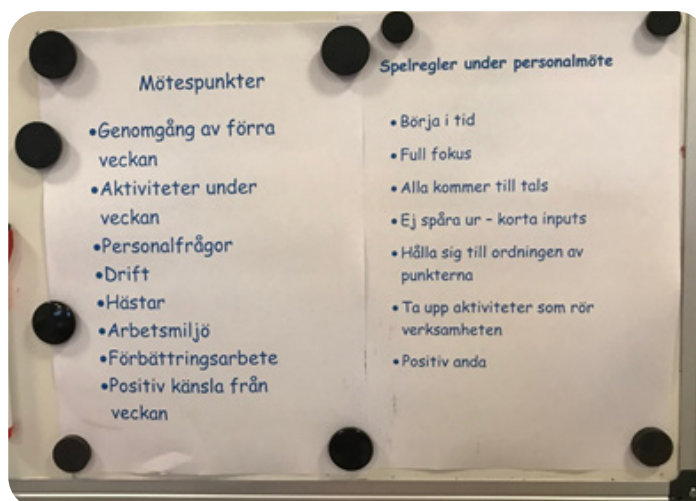 Mötespunkter
•Genomgång av förra
veckan
•Aktiviteter under
veckan
•Personalfrågor
•Drift
•Hästar
•Arbetsmiljö
•Förbättringsarbete
•Positiv känsla från
veckan
Spelregler under personalmöte
•Börja i tid
•Full fokus
•Alla kommer till tals
•Ej spåra ur – korta inputs
•Hålla sig till ordningen av
punkterna
•Ta upp aktiviteter som rör
verksamheten
•Positiv anda